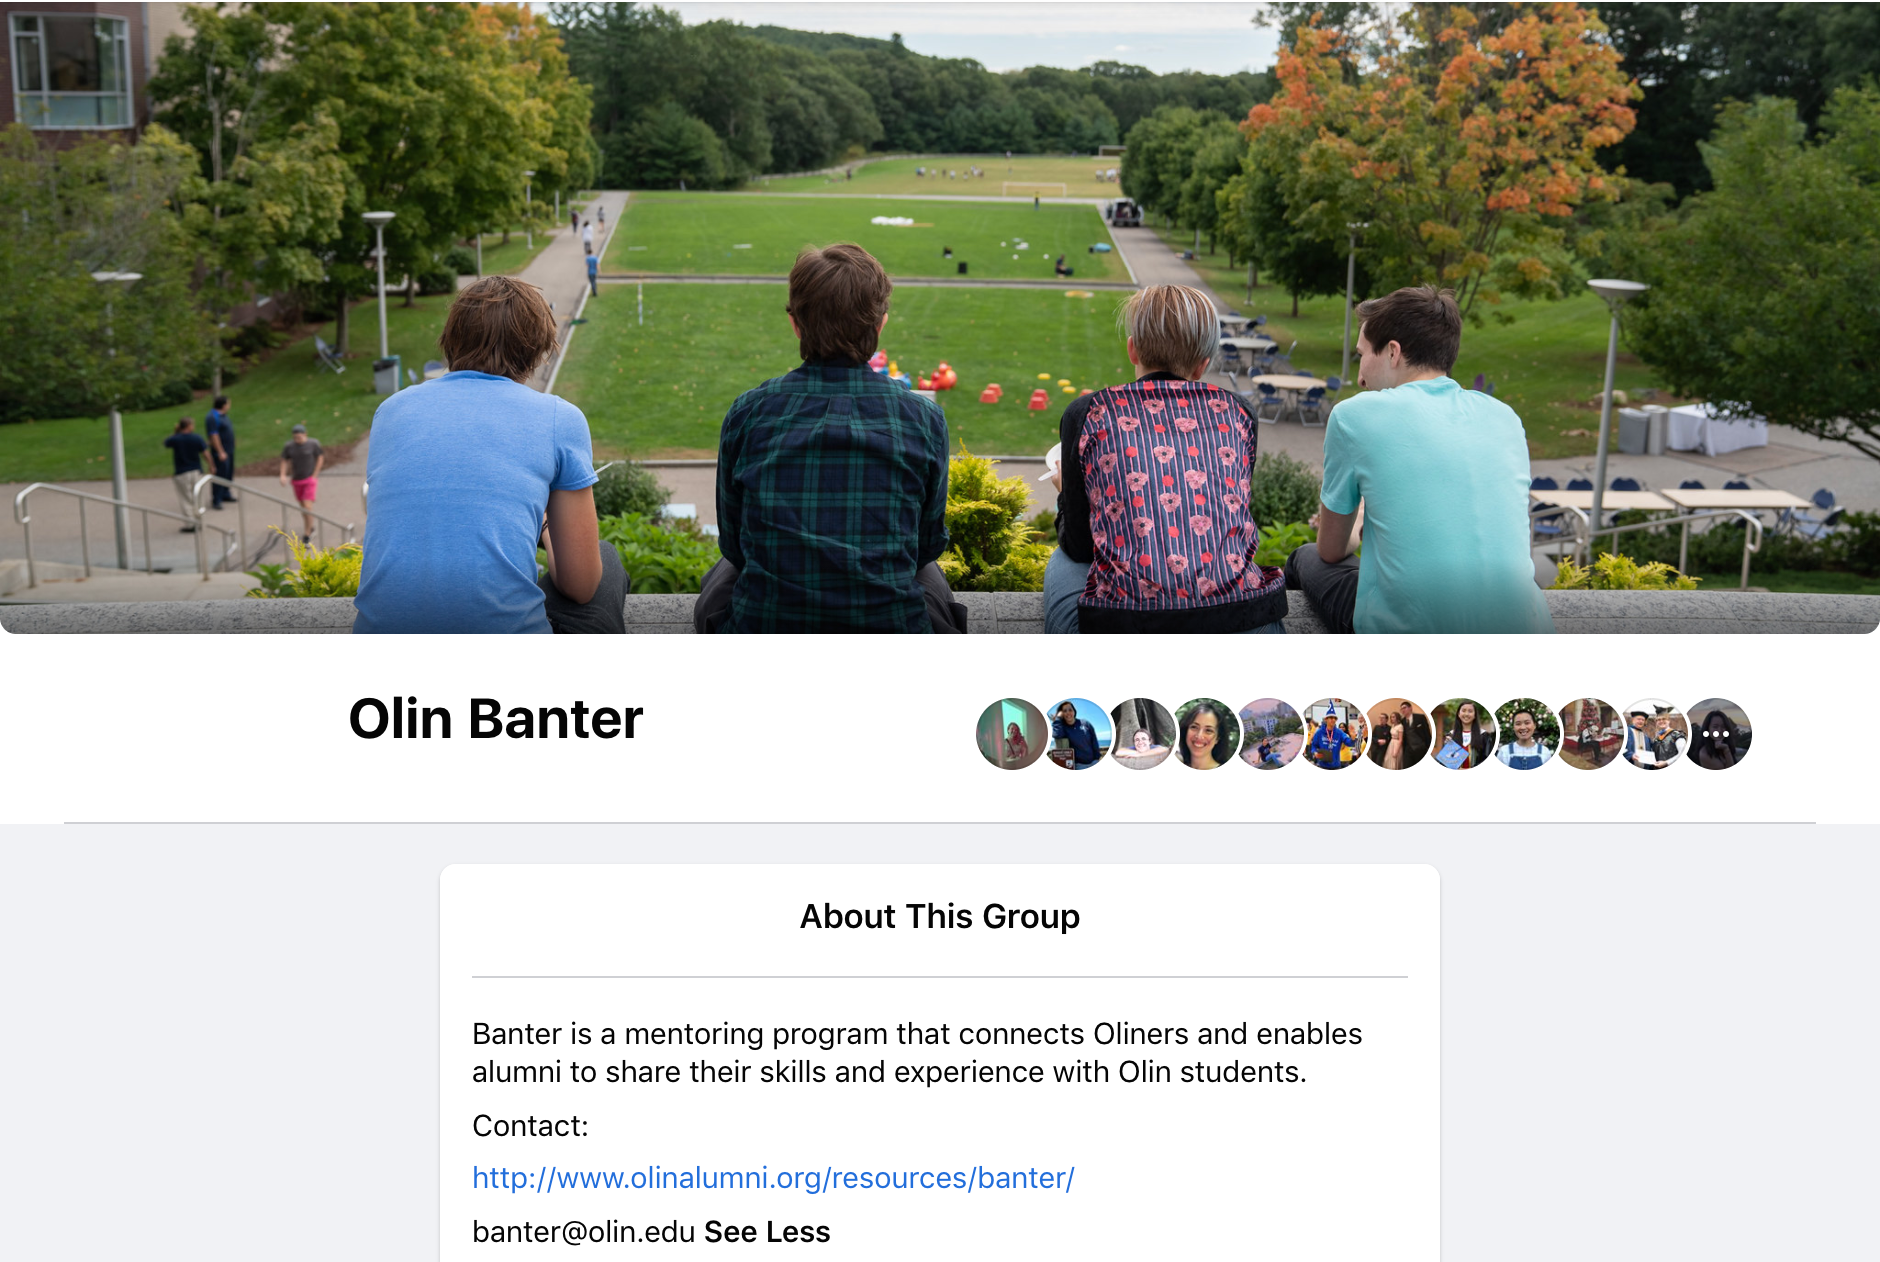 Olin Banter
About This Group
Banter is a mentoring program that connects Oliners and enables
alumni to share their skills and experience with Olin students.
Contact:
http://www.olinalumni.org/resources/banter/
banter@olin.edu See Less